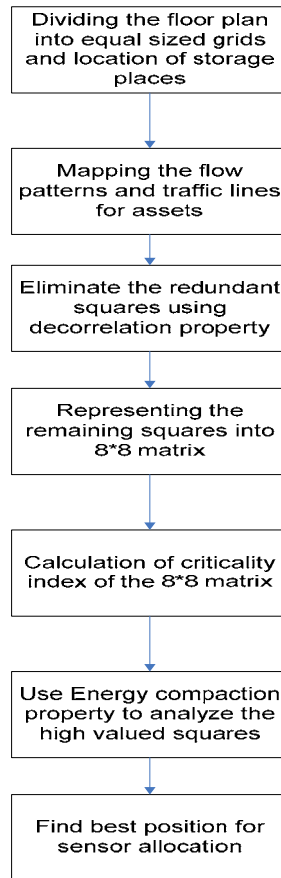 Dividing the floor plan
into equal sized grids
and location of storage
places
Mapping the flow
patterns and traffic lines
for assets
Eliminate the redundant
squares using
decorrelation property
Representing the
remaining squares into
8*8 matrix
Calculation of criticality
index of the 8*8 matrix
Use Energy compaction
property to analyze the
high valued squares
Find best position for
sensor allocation